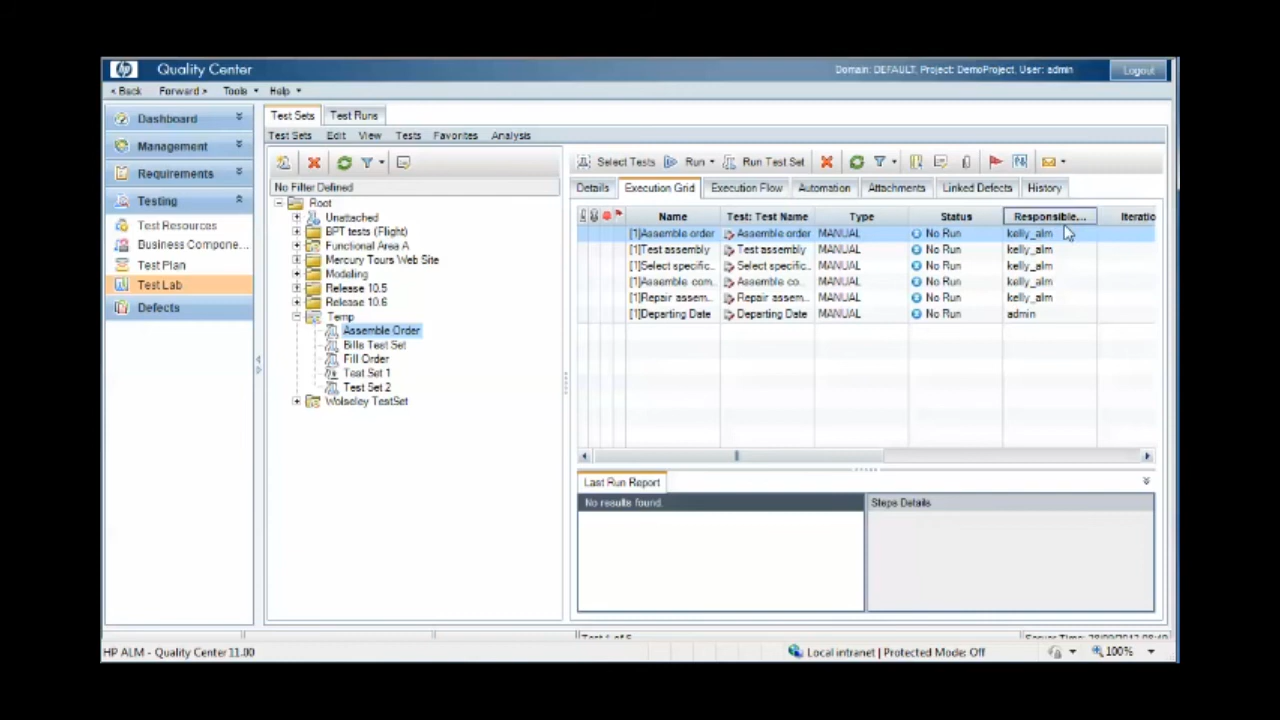 hp Quality Center Domain: DEFAULT, Project: DemoProject, User: admin Logout
< Back Forward > Tools Help
Dashboard
Management
Requirements
Testing
Test Resources
Business Compone...
Test Plan
Test Lab
Defects
Test Sets Test Runs
Test Sets Edit View Tests Favorites Analysis
No Filter Defined
Root
Unattached
BPT tests (Flight)
Functional Area A
Mercury Tours Web Site
Modeling
Release 10.5
Release 10.6
Temp
Assemble Order
Bills Test Set
Fill Order
Test Set 1
Test Set 2
Wolseley TestSet
Select Tests Run Run Test Set
Details Execution Grid Execution Flow Automation Attachments Linked Defects History
Name Test: Test Name Type Status Responsible... Iteratio
[1]Assemble order Assemble order MANUAL No Run kelly_alm
[1]Test assembly Test assembly MANUAL No Run kelly_alm
[1]Select specific... Select specific... MANUAL No Run kelly_alm
[1]Assemble com... Assemble co... MANUAL No Run kelly_alm
[1]Repair assem... Repair assem... MANUAL No Run kelly_alm
[1]Departing Date Departing Date MANUAL No Run admin
Last Run Report
No results found. Steps Details
HP ALM - Quality Center 11.00 Local intranet | Protected Mode: Off 100%